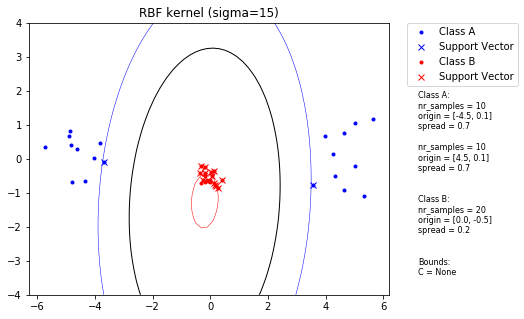 RBF kernel (sigma=15)
4
3
2
1
0
−1
−2
−3
−4
−6
−4
−2
0
2
4
6
Class A
Support Vector
Class B
Support Vector
Class A:
nr_samples = 10
origin = [-4.5, 0.1]
spread = 0.7
nr_samples = 10
origin = [4.5, 0.1]
spread = 0.7
Class B:
nr_samples = 20
origin = [0.0, -0.5]
spread = 0.2
Bounds:
C = None